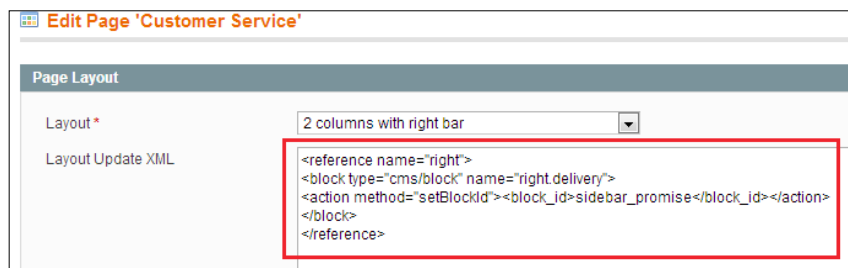 Edit Page 'Customer Service'
Page Layout
Layout * 2 columns with right bar
Layout Update XML
<reference name="right">
<block type="cms/block" name="right.delivery">
<action method="setBlockId"><block_id>sidebar_promise</block_id></action>
</block>
</reference>